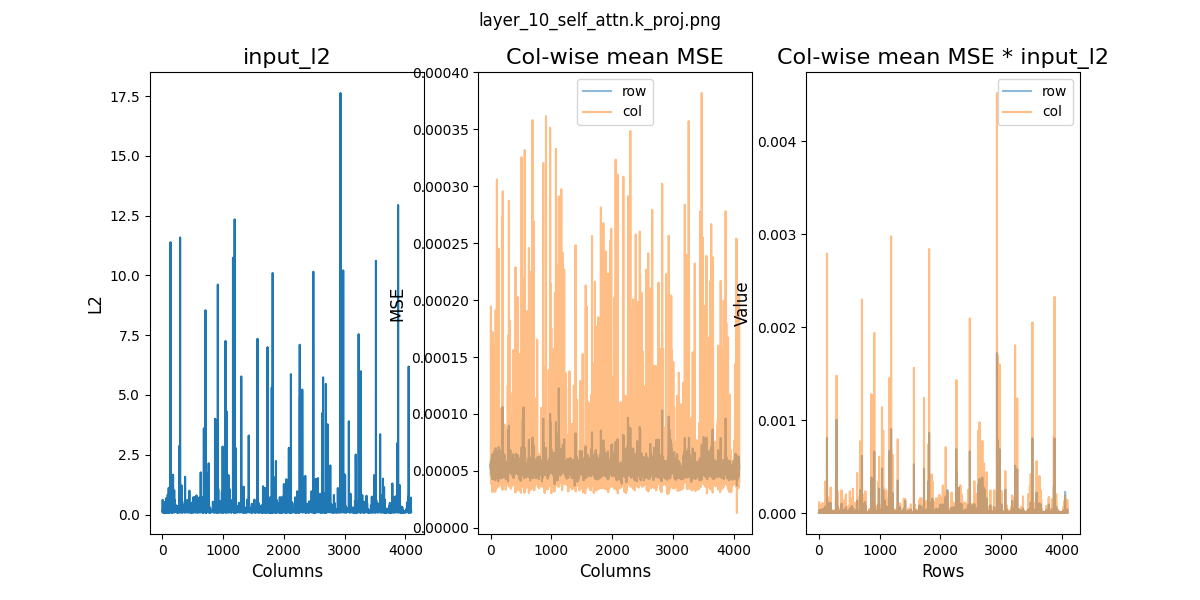 layer_10_self_attn.k_proj.png
input_l2
17.5
15.0
12.5
10.0
7.5
5.0
2.5
0.0
L2
0 1000 2000 3000 4000
Columns
Col-wise mean MSE
row
col
0.00040
0.00035
0.00030
0.00025
0.00020
0.00015
0.00010
0.00005
0.00000
MSE
0 1000 2000 3000 4000
Columns
Col-wise mean MSE * input_l2
row
col
0.004
0.003
0.002
0.001
0.000
Value
0 1000 2000 3000 4000
Rows